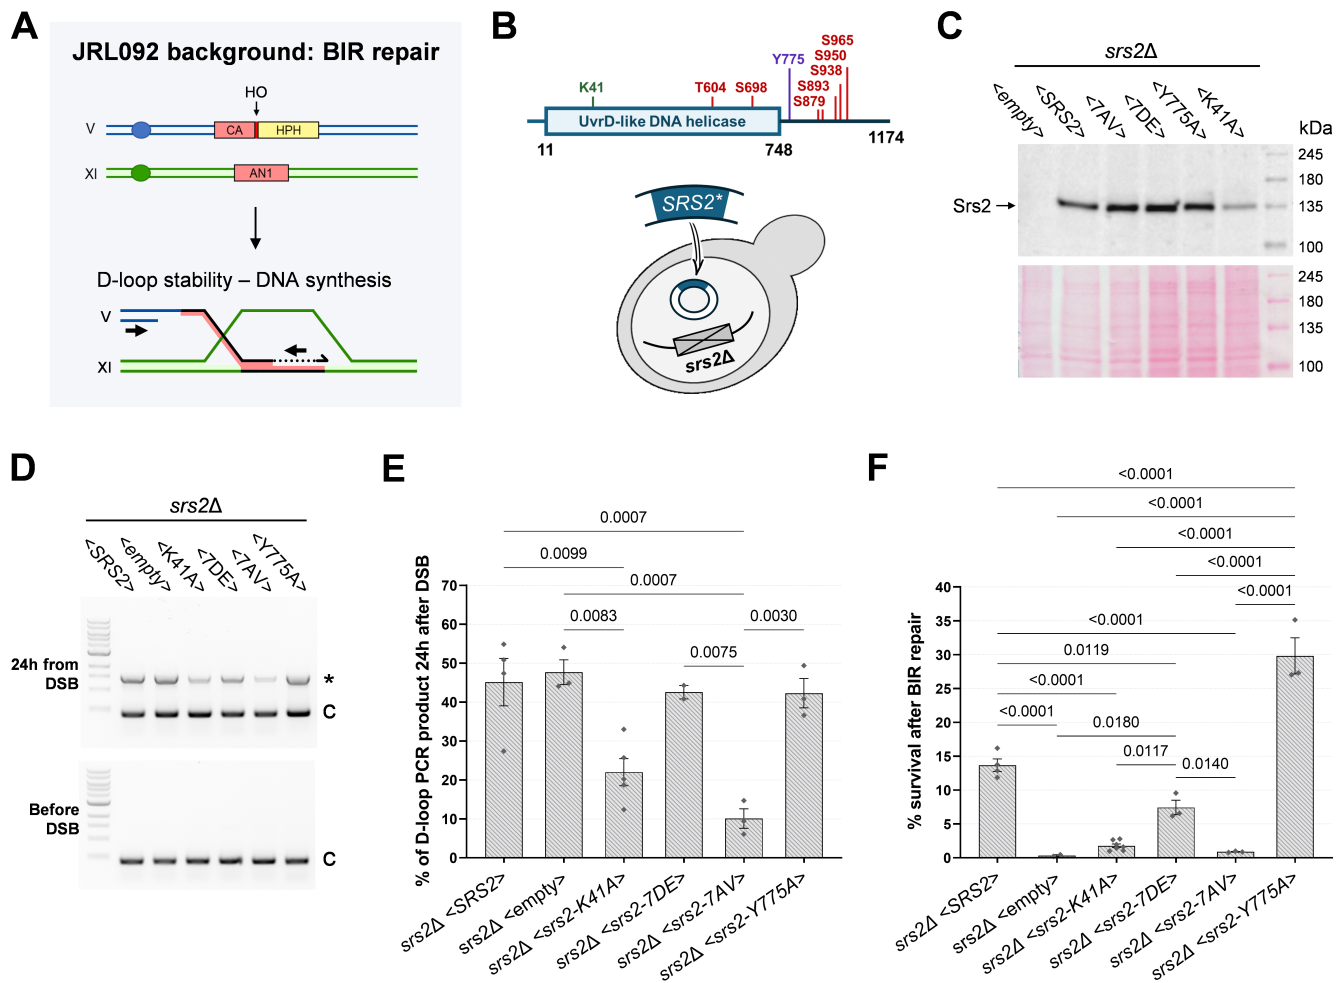 A
JRL092 background: BIR repair
HO
V
CA
HPH
XI
AN1
D-loop stability – DNA synthesis
V
XI
B
S965
S950
Y775
S938
K41
T604
S698
S893
S879
UvrD-like DNA helicase
11
748
1174
SRS2*
srs2Δ
C
srs2Δ
<empty>
<SRS2>
<7AV>
<7DE>
<Y775A>
<K41A>
kDa
245
180
Srs2
135
100
245
180
135
100
D
srs2Δ
<SRS2>
<empty>
<K41A>
<7DE>
<7AV>
<Y775A>
24h from
DSB
*
C
Before
DSB
C
E
0.0007
0.0099
0.0007
0.0083
0.0030
0.0075
% of D-loop PCR product 24h after DSB
70
60
50
40
30
20
10
0
srs2Δ <SRS2>
srs2Δ <empty>
srs2Δ <srs2-K41A>
srs2Δ <srs2-7DE>
srs2Δ <srs2-7AV>
srs2Δ <srs2-Y775A>
F
<0.0001
<0.0001
<0.0001
<0.0001
<0.0001
<0.0001
0.0119
<0.0001
<0.0001
0.0180
0.0117
0.0140
% survival after BIR repair
40
35
30
25
20
15
10
5
0
srs2Δ <SRS2>
srs2Δ <empty>
srs2Δ <srs2-K41A>
srs2Δ <srs2-7DE>
srs2Δ <srs2-7AV>
srs2Δ <srs2-Y775A>